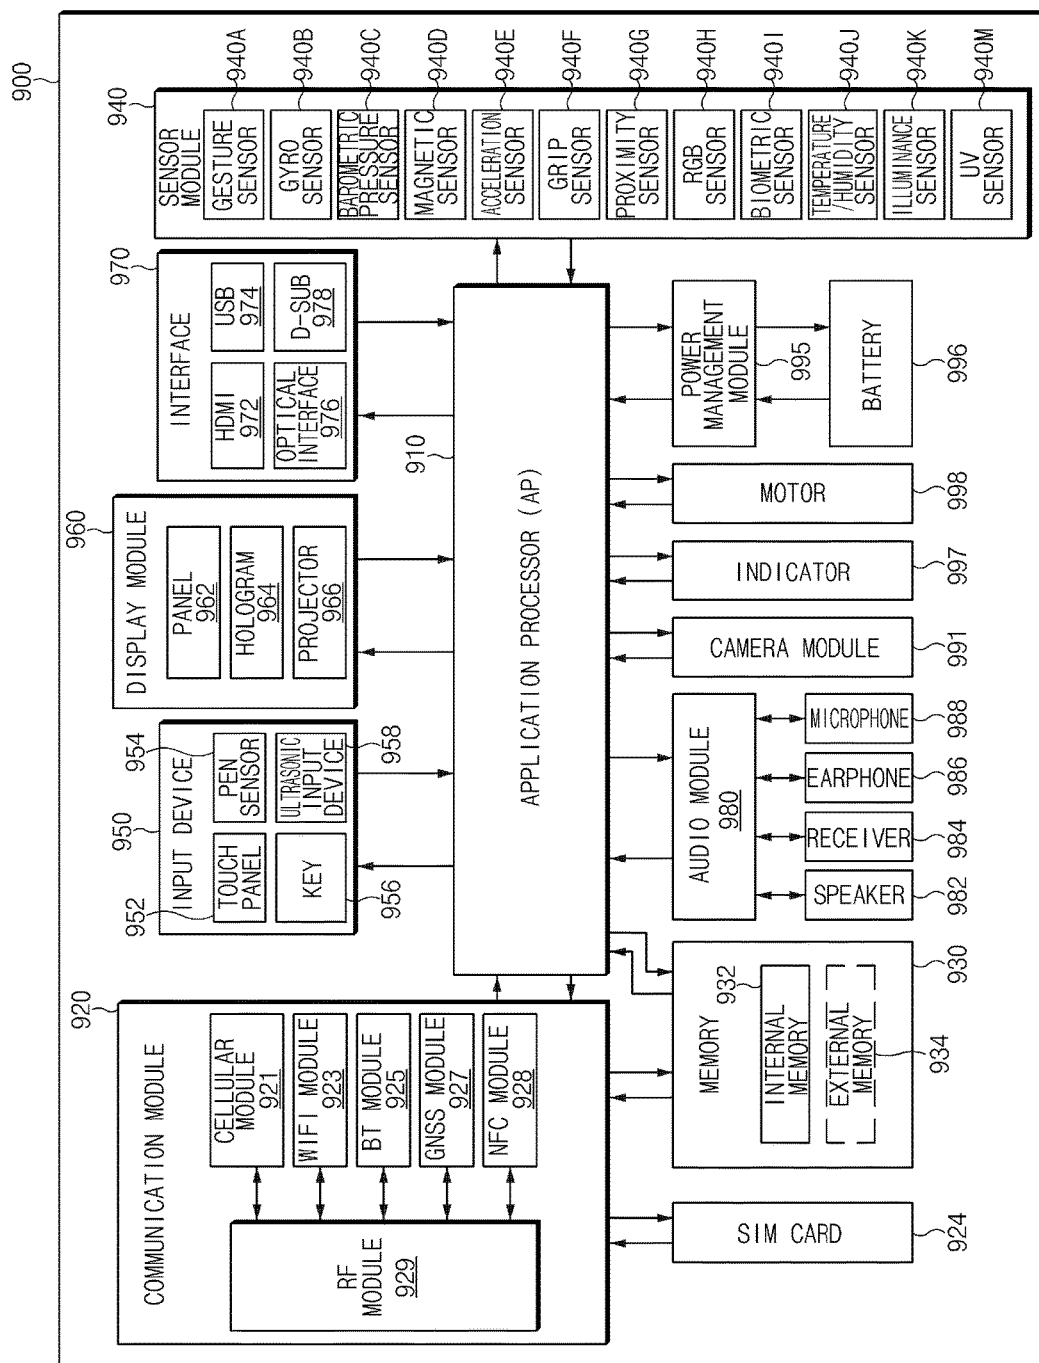 900
COMMUNICATION MODULE
920
RF
MODULE
929
CELLULAR
MODULE
921
WIFI MODULE
923
BT MODULE
925
GNSS MODULE
927
NFC MODULE
928
INPUT DEVICE
950
952
TOUCH
PANEL
954
PEN
SENSOR
KEY
956
ULTRASONIC
INPUT
DEVICE
958
DISPLAY MODULE
960
PANEL
962
HOLOGRAM
964
PROJECTOR
966
INTERFACE
970
HDMI
972
USB
974
OPTICAL
INTERFACE
976
D-SUB
978
SENSOR
MODULE
940
GESTURE
SENSOR
940A
GYRO
SENSOR
940B
BAROMETRIC
PRESSURE
SENSOR
940C
MAGNETIC
SENSOR
940D
ACCELERATION
SENSOR
940E
GRIP
SENSOR
940F
PROXIMITY
SENSOR
940G
RGB
SENSOR
940H
BIOMETRIC
SENSOR
940I
TEMPERATURE
/HUMIDITY
SENSOR
940J
ILLUMINANCE
SENSOR
940K
UV
SENSOR
940M
APPLICATION PROCESSOR (AP)
910
SIM CARD
924
MEMORY
930
INTERNAL
MEMORY
932
EXTERNAL
MEMORY
934
AUDIO MODULE
980
SPEAKER
982
RECEIVER
984
EARPHONE
986
MICROPHONE
988
CAMERA MODULE
991
INDICATOR
997
MOTOR
998
POWER
MANAGEMENT
MODULE
995
BATTERY
996